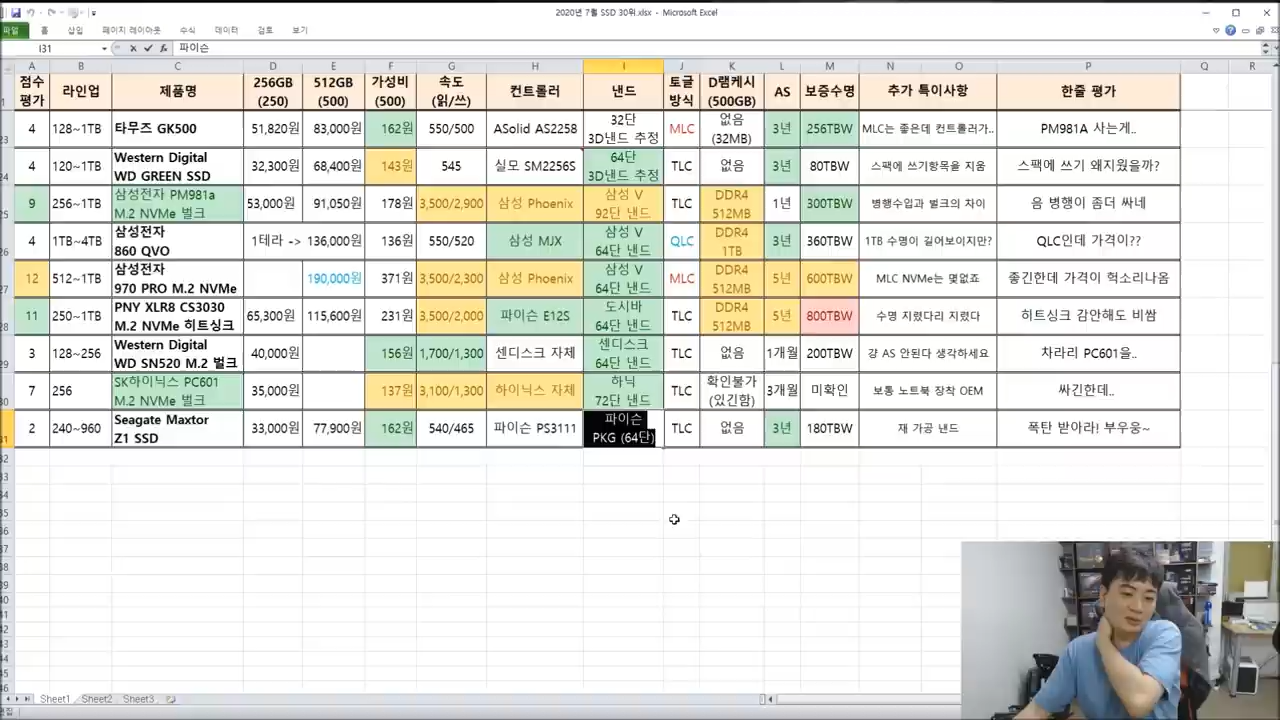 2020년 7월 SSD 30위.xlsx - Microsoft Excel
파일 홈 삽입 페이지 레이아웃 수식 데이터 검토 보기
I31 fx 파이슨
A B C D E F G H I J K L M N O P Q R
점수 평가 라인업 제품명 256GB (250) 512GB (500) 가성비 (500) 속도 (읽/쓰) 컨트롤러 낸드 토글 방식 D램케시 (500GB) AS 보증수명 추가 특이사항 한줄 평가
4 128~1TB 타무즈 GK500 51,820원 83,000원 162원 550/500 ASolid AS2258 32단 3D낸드 추정 MLC 없음 (32MB) 3년 256TBW MLC는 좋은데 컨트롤러가.. PM981A 사는게..
4 120~1TB Western Digital WD GREEN SSD 32,300원 68,400원 143원 545 실모 SM2256S 64단 3D낸드 추정 TLC 없음 3년 80TBW 스팩에 쓰기항목을 지움 스팩에 쓰기 왜지웠을까?
9 256~1TB 삼성전자 PM981a M.2 NVMe 벌크 53,000원 91,050원 178원 3,500/2,900 삼성 Phoenix 삼성 V 92단 낸드 TLC DDR4 512MB 1년 300TBW 병행수입과 벌크의 차이 음 병행이 좀더 싸네
4 1TB~4TB 삼성전자 860 QVO 1테라 -> 136,000원 136원 550/520 삼성 MJX 삼성 V 64단 낸드 QLC DDR4 1TB 3년 360TBW 1TB 수명이 길어보이지만? QLC인데 가격이??
12 512~1TB 삼성전자 970 PRO M.2 NVMe 190,000원 371원 3,500/2,300 삼성 Phoenix 삼성 V 64단 낸드 MLC DDR4 512MB 5년 600TBW MLC NVMe는 몇없죠 좋긴한데 가격이 헉소리나옴
11 250~1TB PNY XLR8 CS3030 M.2 NVMe 히트싱크 65,300원 115,600원 231원 3,500/2,000 파이슨 E12S 도시바 64단 낸드 TLC DDR4 512MB 5년 800TBW 수명 지렸다리 지렸다 히트싱크 감안해도 비쌈
3 128~256 Western Digital WD SN520 M.2 벌크 40,000원 156원 1,700/1,300 센디스크 자체 센디스크 64단 낸드 TLC 없음 1개월 200TBW 걍 AS 안된다 생각하세요 차라리 PC601을..
7 256 SK하이닉스 PC601 M.2 NVMe 벌크 35,000원 137원 3,100/1,300 하이닉스 자체 하닉 72단 낸드 TLC 확인불가 (있긴함) 3개월 미확인 보통 노트북 장착 OEM 싸긴한데..
2 240~960 Seagate Maxtor Z1 SSD 33,000원 77,900원 162원 540/465 파이슨 PS3111 파이슨 PKG (64단) TLC 없음 3년 180TBW 재 가공 낸드 폭탄 받아라! 부우웅~
Sheet1 Sheet2 Sheet3